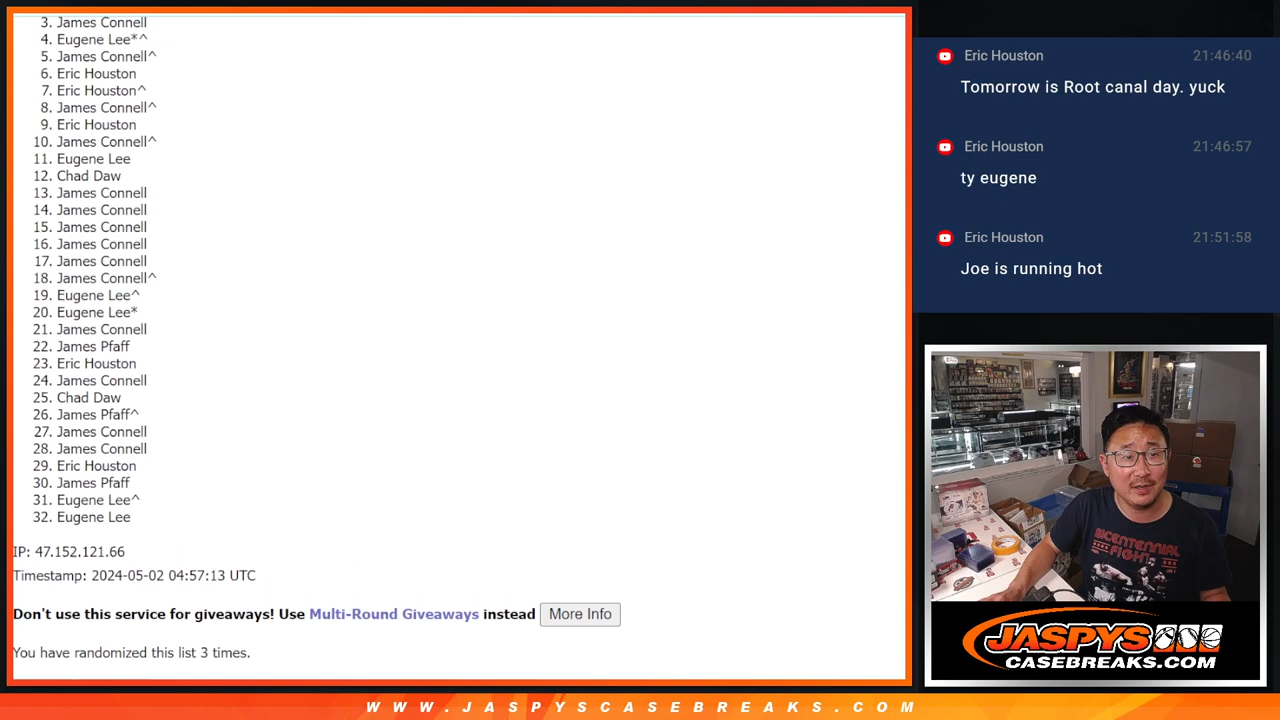 3. James Connell
4. Eugene Lee*^
5. James Connell^
6. Eric Houston
7. Eric Houston^
8. James Connell^
9. Eric Houston
10. James Connell^
11. Eugene Lee
12. Chad Daw
13. James Connell
14. James Connell
15. James Connell
16. James Connell
17. James Connell
18. James Connell^
19. Eugene Lee^
20. Eugene Lee*
21. James Connell
22. James Pfaff
23. Eric Houston
24. James Connell
25. Chad Daw
26. James Pfaff^
27. James Connell
28. James Connell
29. Eric Houston
30. James Pfaff
31. Eugene Lee^
32. Eugene Lee
IP: 47.152.121.66
Timestamp: 2024-05-02 04:57:13 UTC
Don't use this service for giveaways! Use Multi-Round Giveaways instead More Info
You have randomized this list 3 times.
Eric Houston 21:46:40
Tomorrow is Root canal day. yuck
Eric Houston 21:46:57
ty eugene
Eric Houston 21:51:58
Joe is running hot
BICENTENNIAL
FIGHT
JASPYS
CASEBREAKS.COM
WWW.JASPYSCASEBREAKS.COM